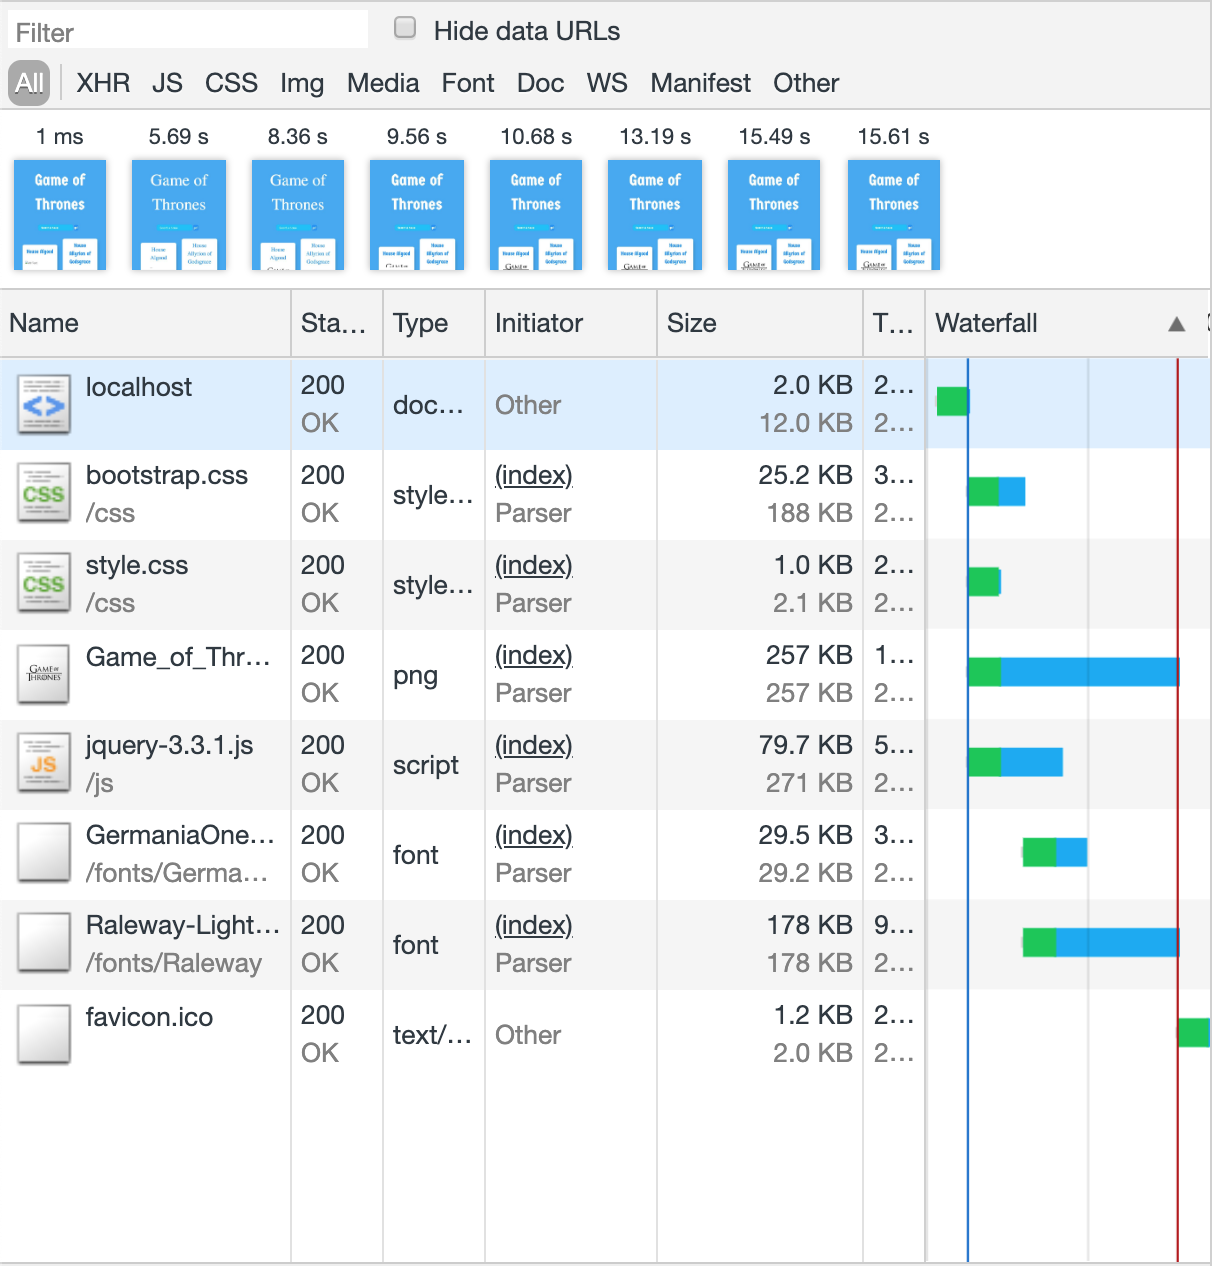 Filter
Hide data URLs
All XHR JS CSS Img Media Font Doc WS Manifest Other
1 ms 5.69 s 8.36 s 9.56 s 10.68 s 13.19 s 15.49 s 15.61 s
Game of Game of Game of Game of Game of Game of Game of Game of
Thrones Thrones Thrones Thrones Thrones Thrones Thrones Thrones
Name Sta... Type Initiator Size T... Waterfall ▲
localhost 200 OK doc... Other 2.0 KB 12.0 KB 2... 2...
bootstrap.css /css 200 OK style... (index) Parser 25.2 KB 188 KB 3... 2...
style.css /css 200 OK style... (index) Parser 1.0 KB 2.1 KB 2... 2...
Game_of_Thr... 200 OK png (index) Parser 257 KB 257 KB 1... 2...
jquery-3.3.1.js /js 200 OK script (index) Parser 79.7 KB 271 KB 5... 2...
GermaniaOne... /fonts/Germa... 200 OK font (index) Parser 29.5 KB 29.2 KB 3... 2...
Raleway-Light... /fonts/Raleway 200 OK font (index) Parser 178 KB 178 KB 9... 2...
favicon.ico 200 OK text/... Other 1.2 KB 2.0 KB 2... 2...